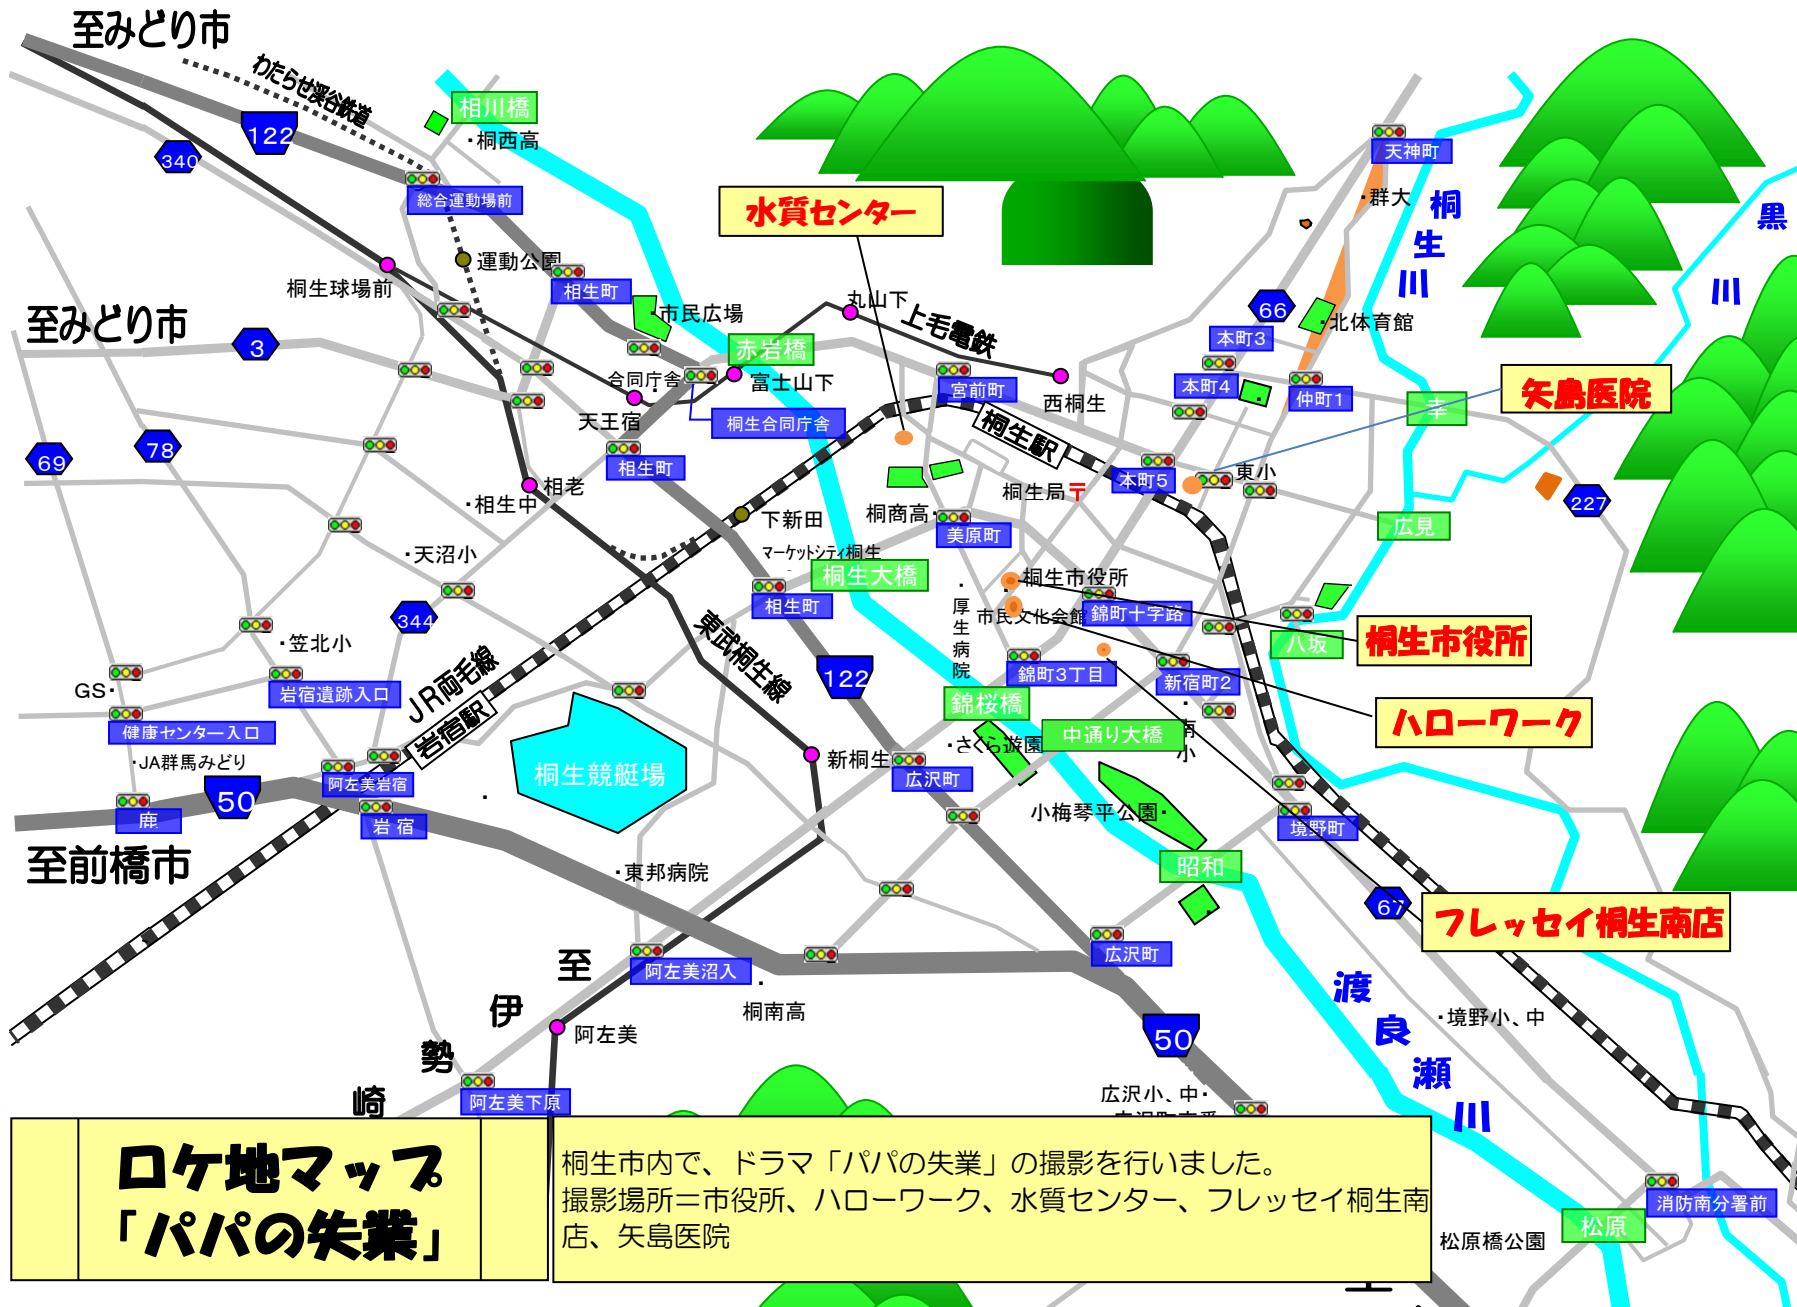 至みどり市
わたらせ渓谷鉄道
122
340
相川橋
・桐西高
総合運動場前
天神町
・群大
桐生川
黒川
水質センター
運動公園
桐生球場前
相生町
・市民広場
丸山下
上毛電鉄
66
・北体育館
至みどり市
3
赤岩橋
本町3
合同庁舎
富士山下
宮前町
西桐生
本町4
仲町1
矢島医院
幸
天王宿
桐生合同庁舎
桐生駅
69
78
相生町
相老
・相生中
桐生局〒
本町5
東小
227
下新田
桐商高・
美原町
広見
・天沼小
マーケットシティ桐生
桐生大橋
桐生市役所
344
相生町
・厚生病院
市民文化会館
錦町十字路
桐生市役所
・笠北小
東武桐生線
八坂
GS・
岩宿遺跡入口
JR両毛線
岩宿駅
122
錦町3丁目
新宿町2
錦桜橋
ハローワーク
健康センター入口
・JA群馬みどり
・さくら遊園
中通り大橋
・南小
桐生競艇場
新桐生
広沢町
50
阿左美岩宿
鹿
岩宿
小梅琴平公園・
境野町
至前橋市
・東邦病院
昭和
67
フレッセイ桐生南店
阿左美沼入
広沢町
桐南高
渡良瀬川
・境野小、中
至伊勢崎
阿左美
50
阿左美下原
広沢小、中・
ロケ地マップ
「パパの失業」
桐生市内で、ドラマ「パパの失業」の撮影を行いました。
撮影場所＝市役所、ハローワーク、水質センター、フレッセイ桐生南
店、矢島医院
消防南分署前
松原
松原橋公園